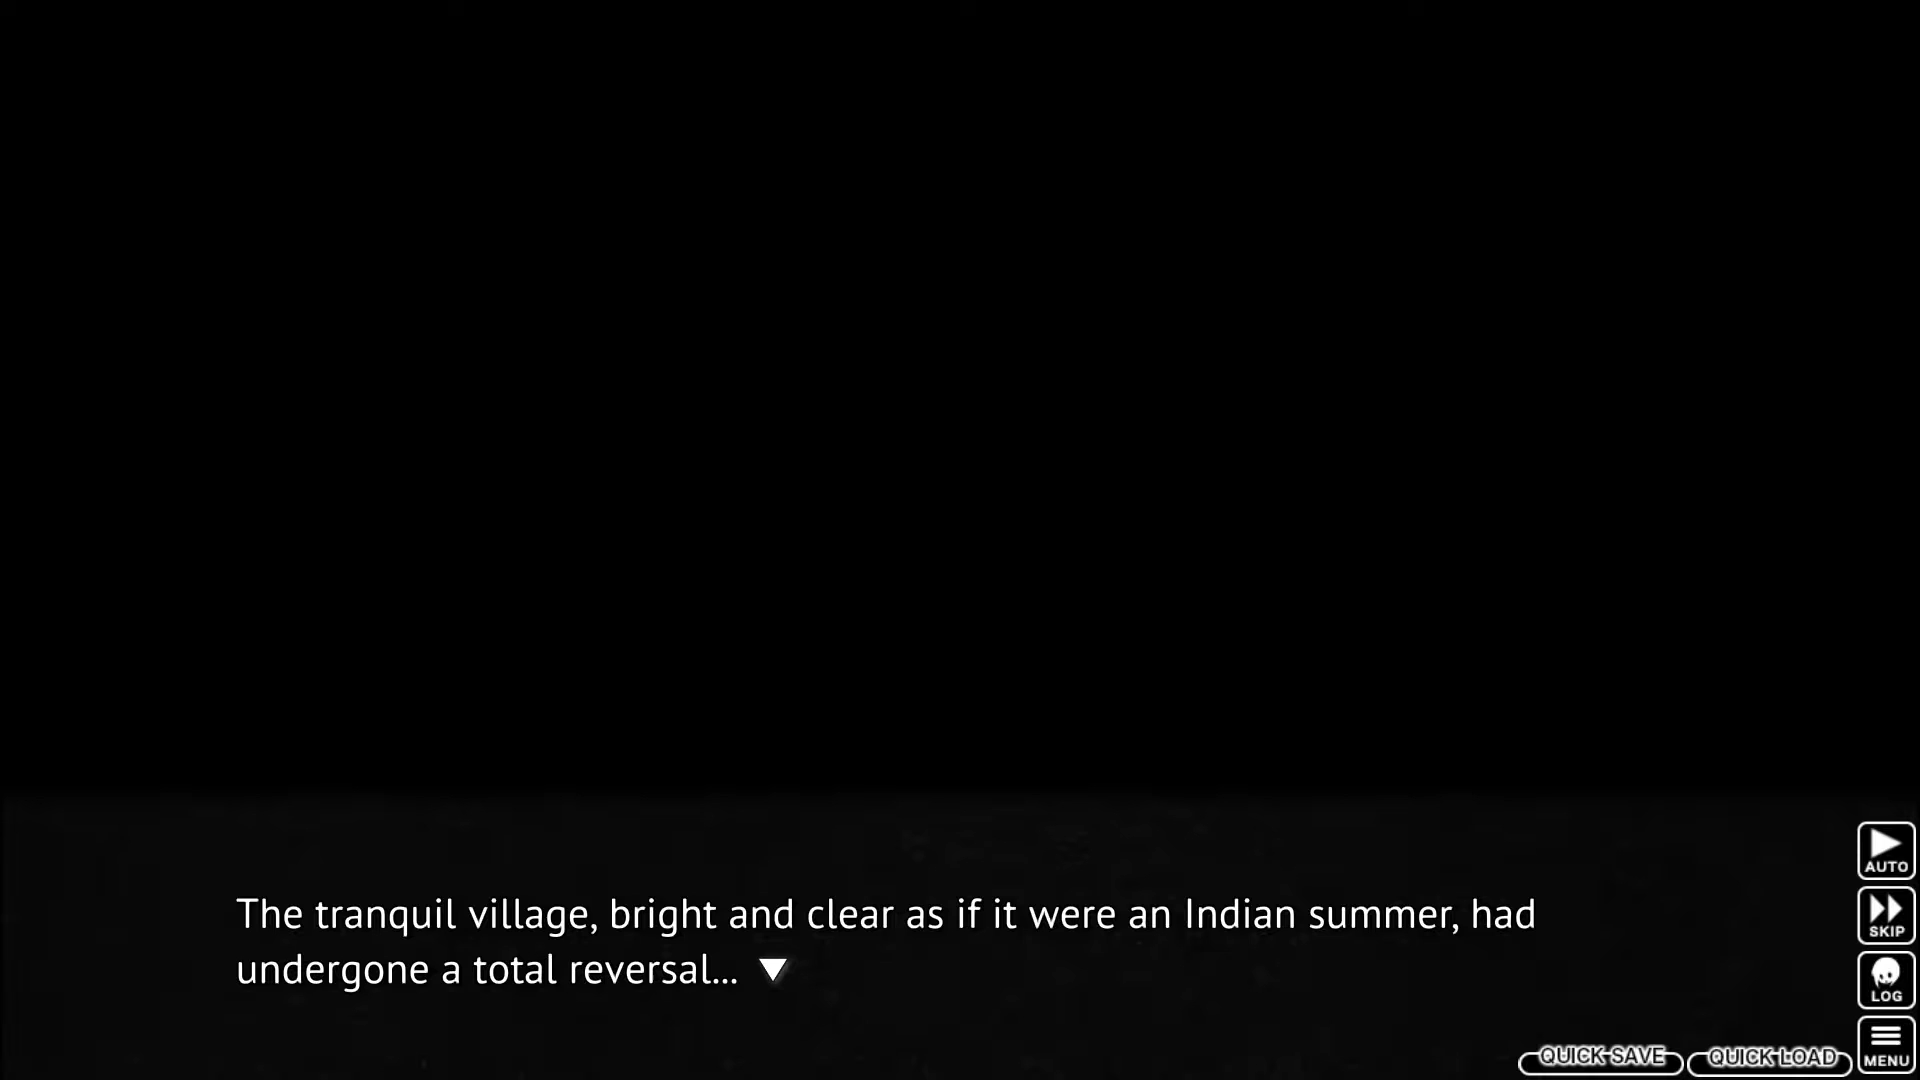 The tranquil village, bright and clear as if it were an Indian summer, had
undergone a total reversal...
AUTO
SKIP
LOG
MENU
QUICK SAVE
QUICK LOAD